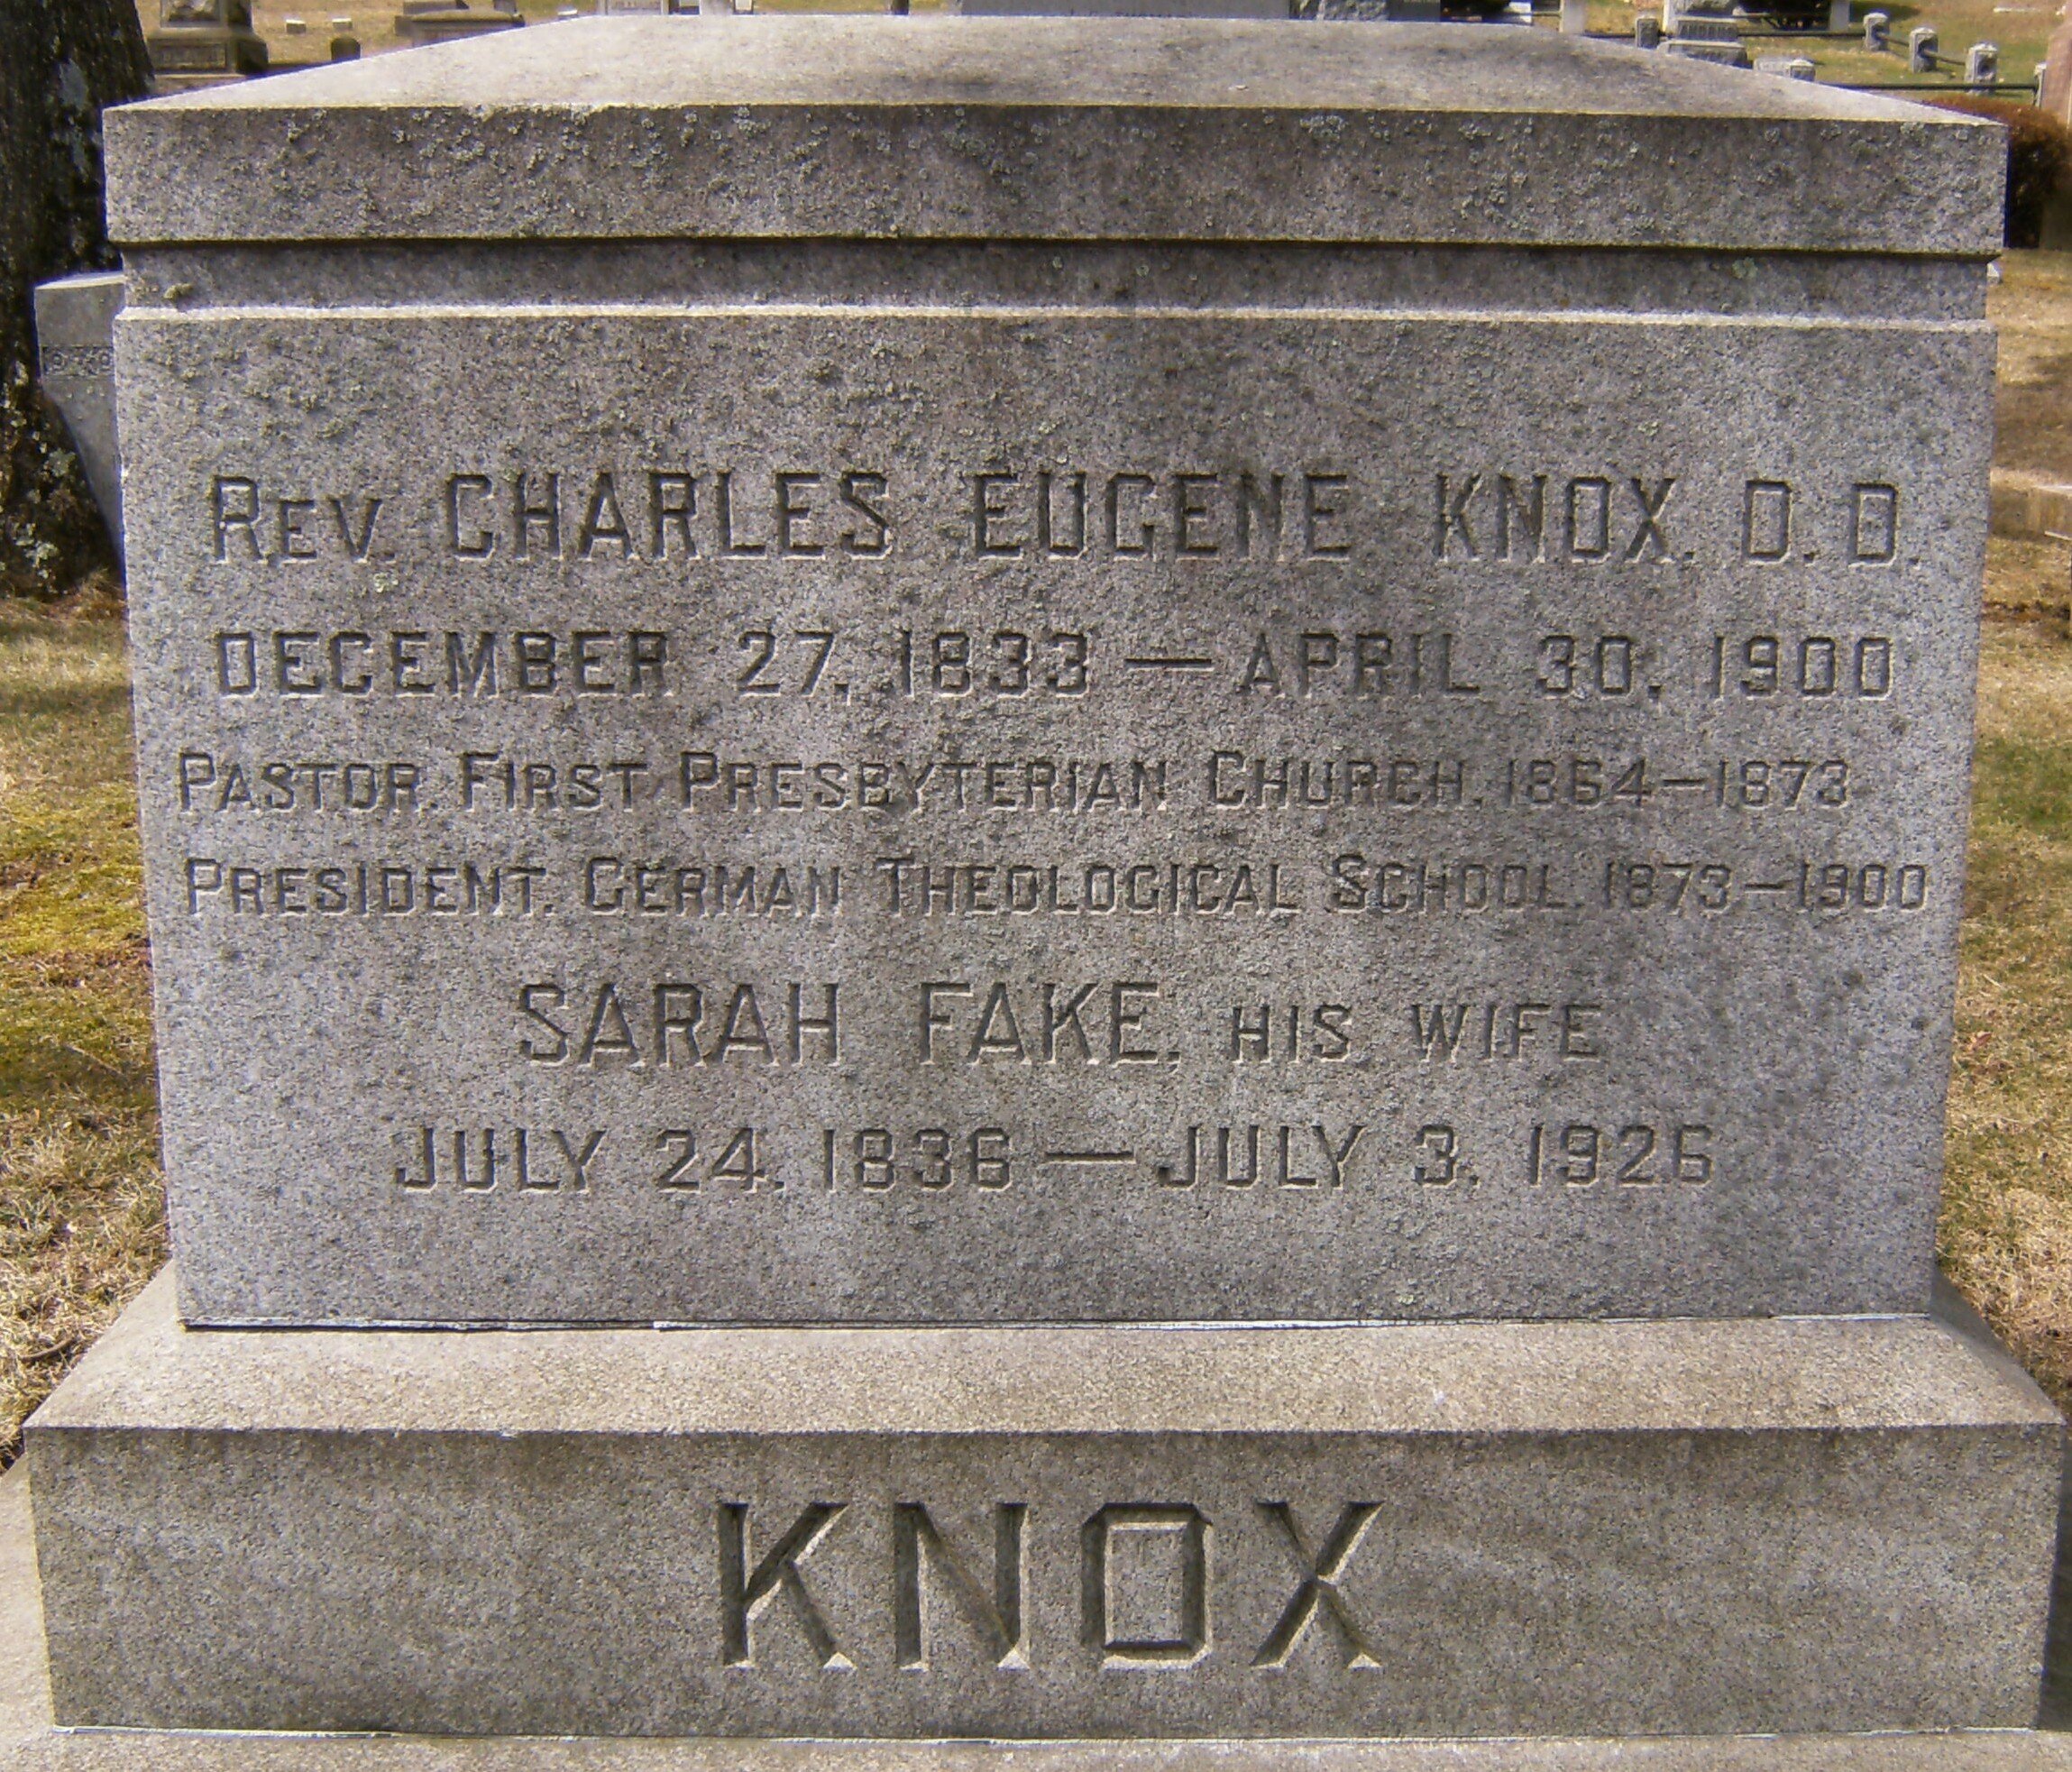 REV. CHARLES EUGENE KNOX, D. D.
DECEMBER 27, 1833 — APRIL 30, 1900
PASTOR, FIRST PRESBYTERIAN CHURCH, 1864—1873
PRESIDENT, GERMAN THEOLOGICAL SCHOOL, 1873—1900
SARAH FAKE, HIS WIFE
JULY 24, 1836 — JULY 3, 1926
KNOX